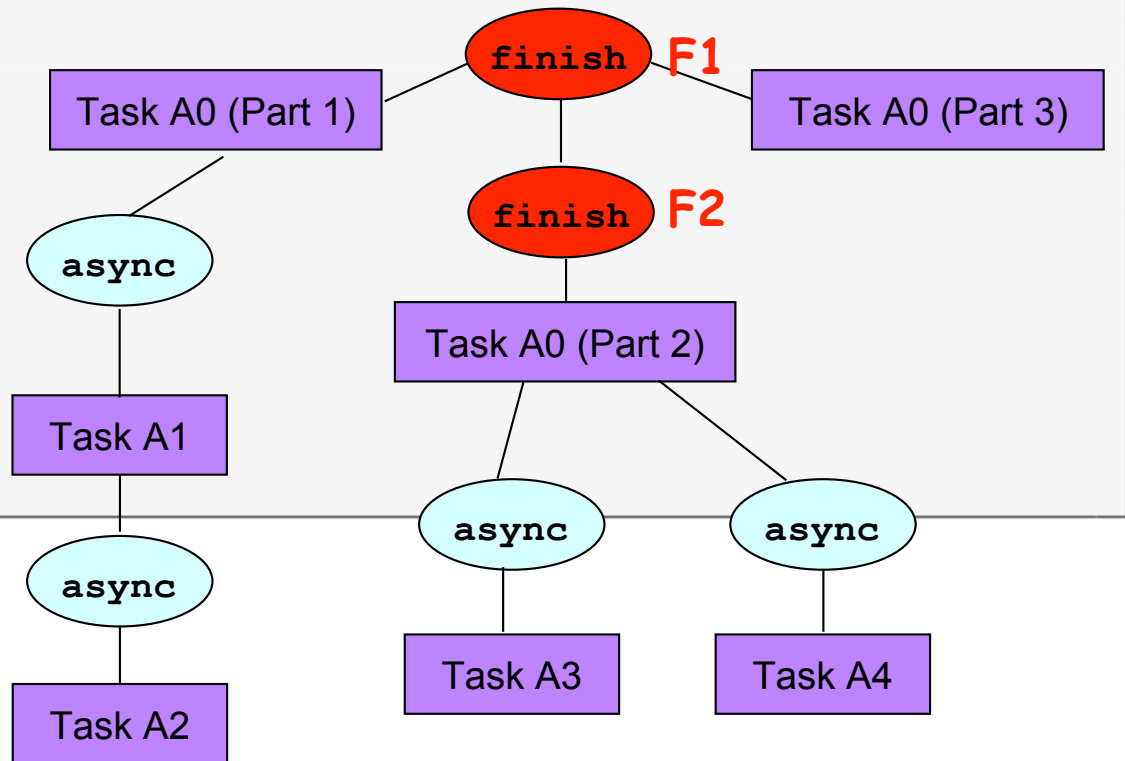 finish F1
Task A0 (Part 1)
Task A0 (Part 3)
finish F2
async
Task A0 (Part 2)
Task A1
async
async
async
Task A3
Task A4
Task A2